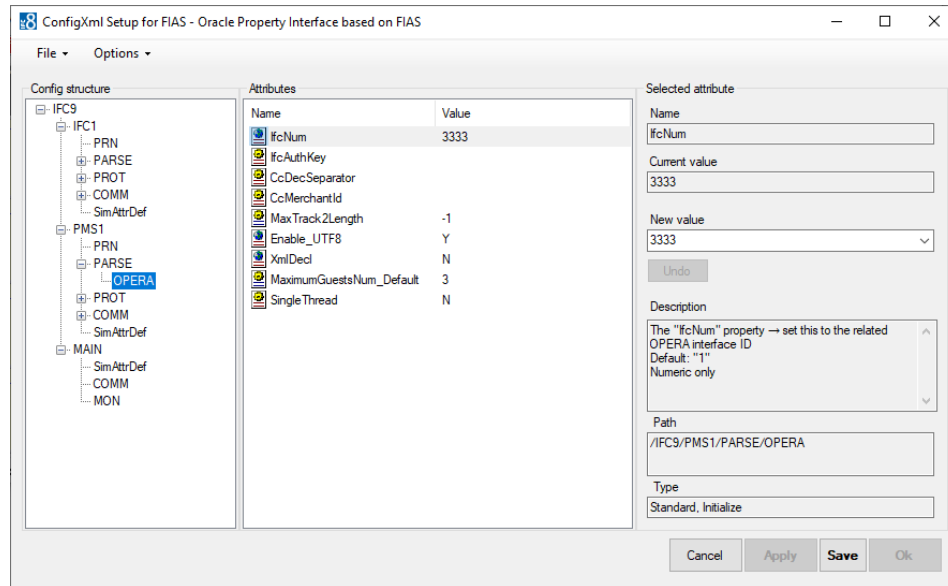 ConfigXml Setup for FIAS - Oracle Property Interface based on FIAS
File Options
Config structure
IFC9
IFC1
PRN
PARSE
PROT
COMM
SimAttrDef
PMS1
PRN
PARSE
OPERA
PROT
COMM
SimAttrDef
MAIN
SimAttrDef
COMM
MON
Attributes
Name Value
IfcNum 3333
IfcAuthKey
CcDecSeparator
CcMerchantId
MaxTrack2Length -1
Enable_UTF8 Y
XmlDecl N
MaximumGuestsNum_Default 3
SingleThread N
Selected attribute
Name
IfcNum
Current value
3333
New value
3333
Undo
Description
The "IfcNum" property → set this to the related
OPERA interface ID
Default: "1"
Numeric only
Path
/IFC9/PMS1/PARSE/OPERA
Type
Standard, Initialize
Cancel Apply Save Ok